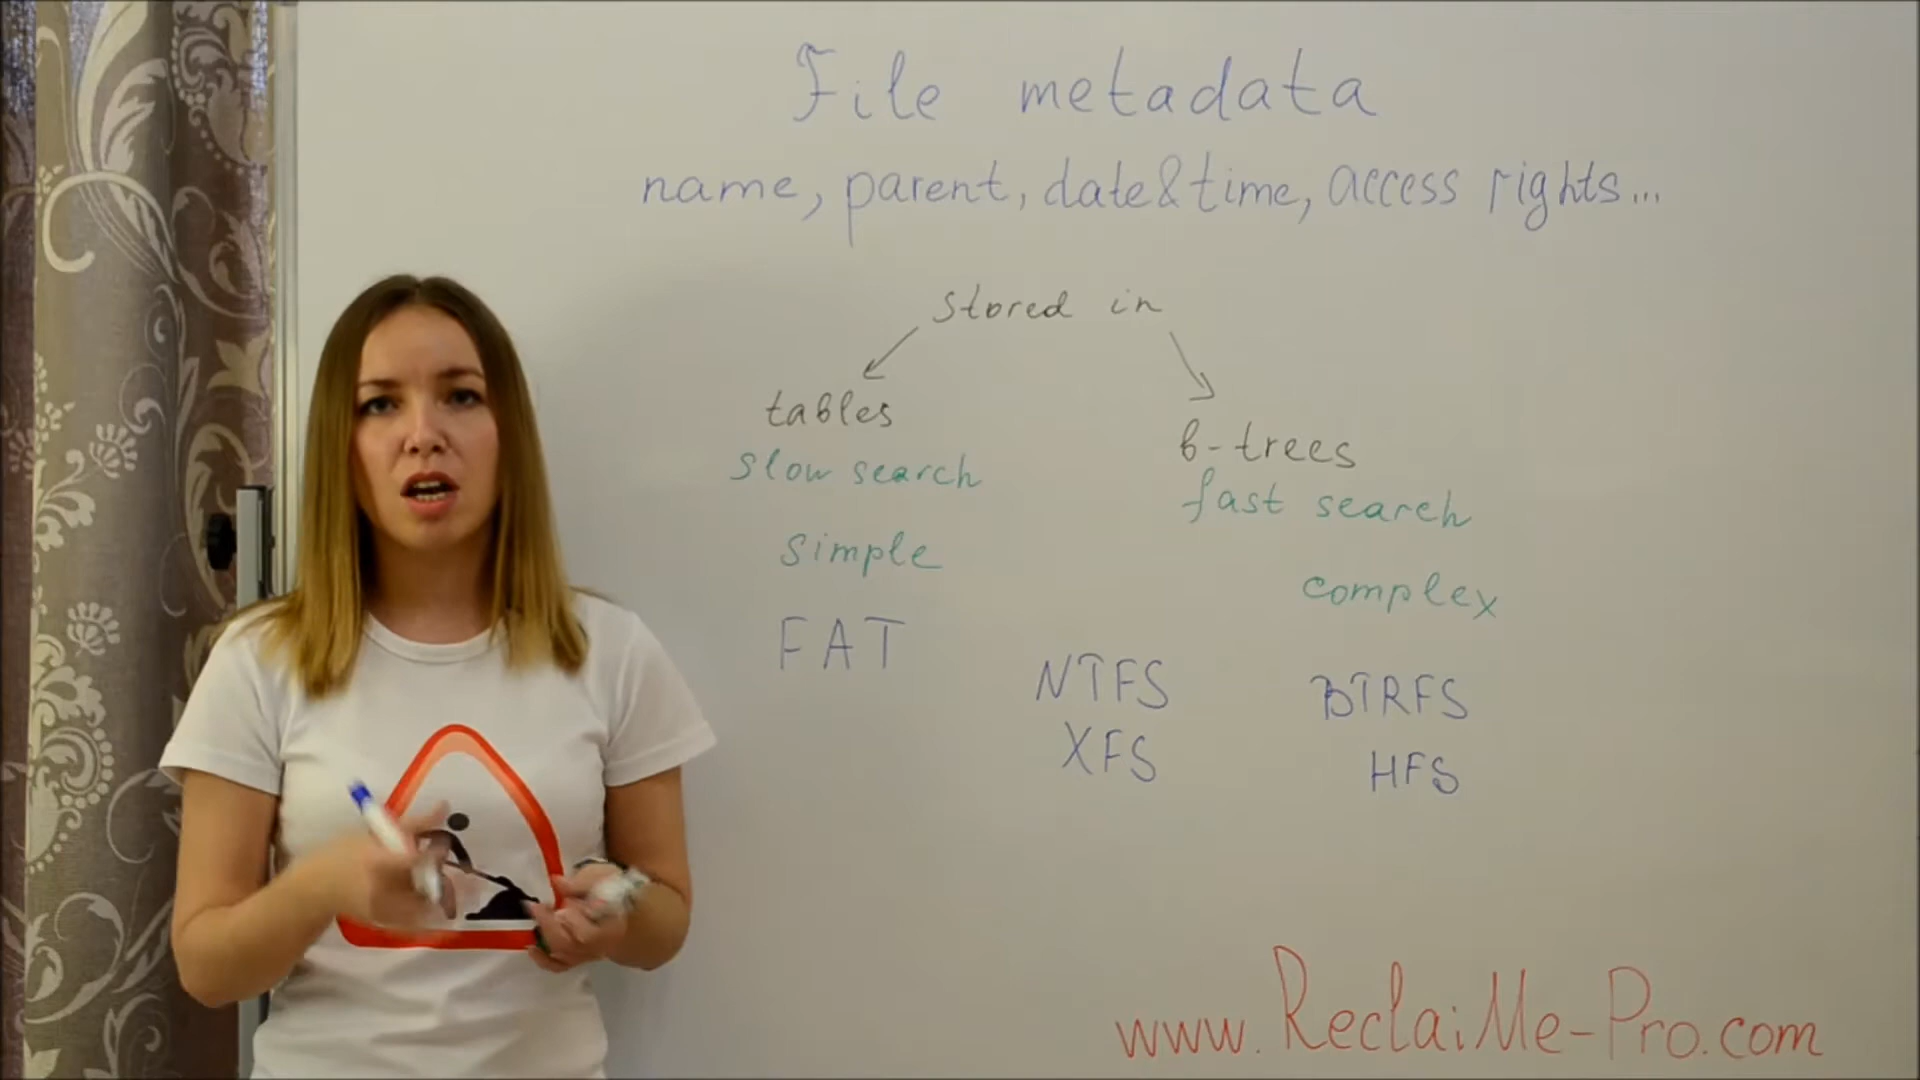 File metadata
name, parent, date&time, access rights...
stored in
tables
b-trees
slow search
fast search
simple
complex
FAT
NTFS
BTRFS
XFS
HFS
www.ReclaiMe-Pro.com